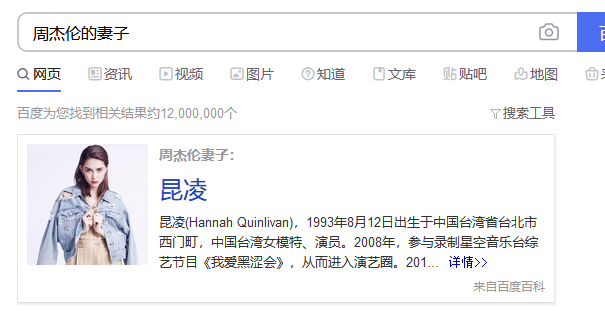 周杰伦的妻子
网页 资讯 视频 图片 知道 文库 贴吧 地图
百度为您找到相关结果约12,000,000个 搜索工具
周杰伦妻子:
昆凌
昆凌(Hannah Quinlivan)，1993年8月12日出生于中国台湾省台北市
西门町，中国台湾女模特、演员。2008年，参与录制星空音乐台综
艺节目《我爱黑涩会》，从而进入演艺圈。201... 详情>>
来自百度百科